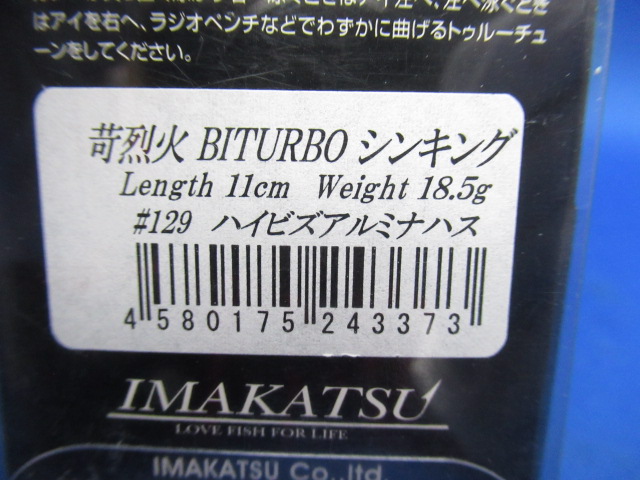 はアイを右へ、ラジオペンチなどでわずかに曲げるトゥルーチュ
ーンをしてください。
苛烈火 BITURBO シンキング
Length 11cm Weight 18.5g
#129 ハイビズアルミナハス
4 580175 243373
IMAKATSU
LOVE FISH FOR LIFE
IMAKATSU Co.,ltd.